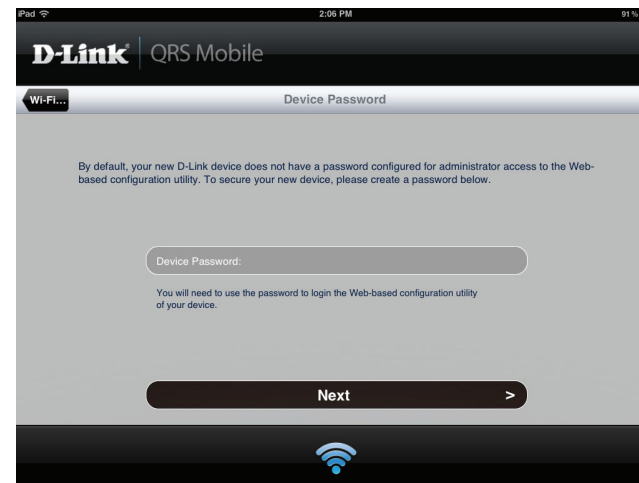 iPad 2:06 PM 91%
D-Link® QRS Mobile
Wi-Fi... Device Password
By default, your new D-Link device does not have a password configured for administrator access to the Web-
based configuration utility. To secure your new device, please create a password below.
Device Password:
You will need to use the password to login the Web-based configuration utility
of your device.
Next >